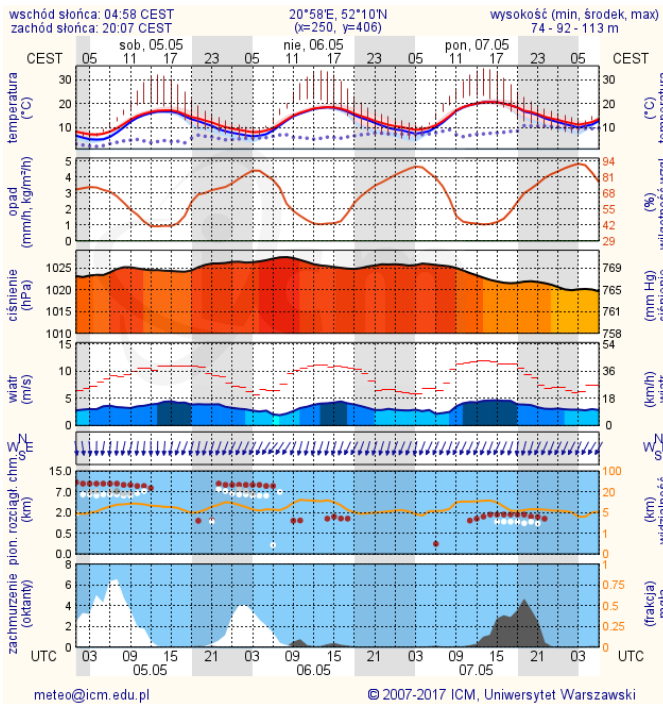 wschód słońca: 04:58 CEST 20°58'E, 52°10'N wysokość (min, środek, max)
zachód słońca: 20:07 CEST (x=250, y=406) 74 - 92 - 113 m
sob, 05.05 nie, 06.05 pon, 07.05
CEST 05 11 17 23 05 11 17 23 05 11 17 23 05 CEST
temperatura
(°C)
30
20
10
30
20
10
(°C)
temperatura
opad
(mm/h, kg/m²/h)
5
4
3
2
1
0
94
81
68
55
42
29
(%)
ciśnienie
(hPa)
1025
1020
1015
1010
769
765
761
758
(mm Hg)
wiatr
(m/s)
15
10
5
0
54
36
18
0
(km/h)
N
W E
S
N
W E
S
pion. rozciągł. chm.
(km)
15.0
7.0
2.0
0.5
0.0
100
20
5
1
0
(km)
widzialność
zachmurzenie
(oktanty)
8
6
4
2
0
1
0.75
0.5
0.25
0
(frakcja)
UTC 03 09 15 21 03 09 15 21 03 09 15 21 03 UTC
05.05 06.05 07.05
meteo@icm.edu.pl © 2007-2017 ICM, Uniwersytet Warszawski